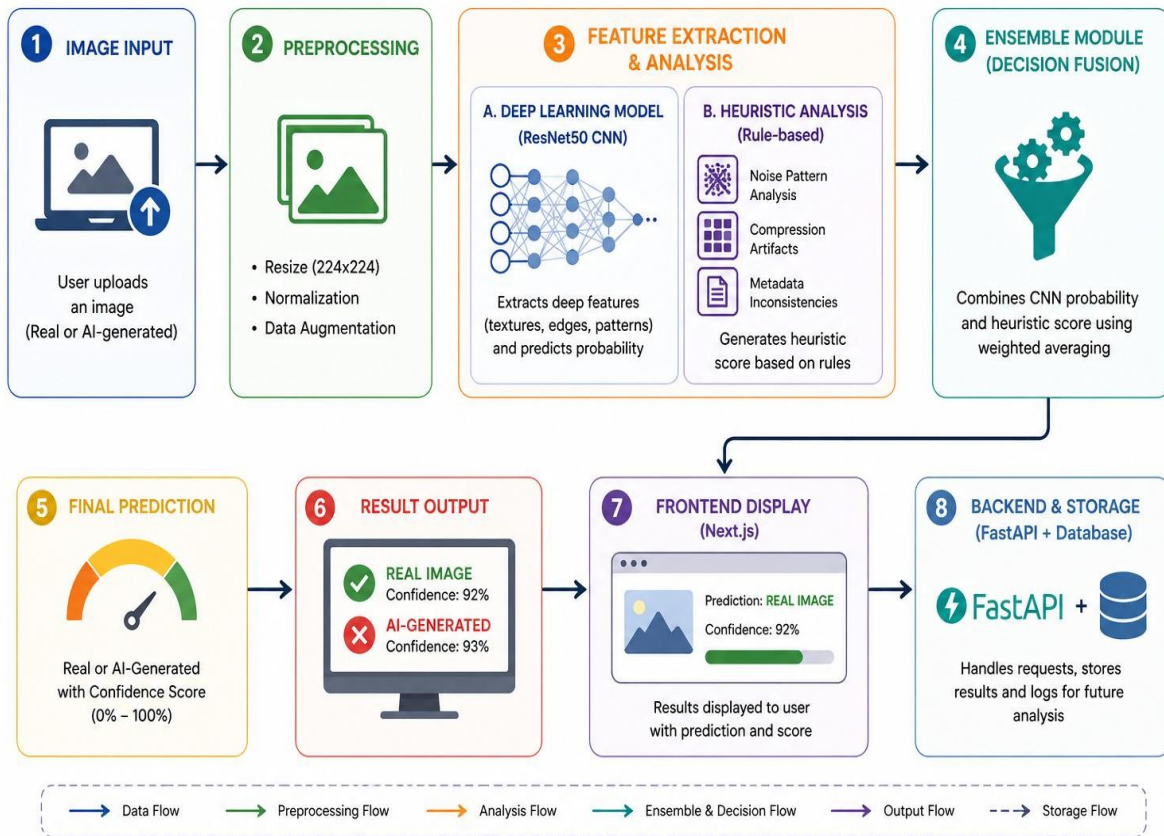 1 IMAGE INPUT
User uploads
an image
(Real or AI-generated)
2 PREPROCESSING
• Resize (224x224)
• Normalization
• Data Augmentation
3 FEATURE EXTRACTION
& ANALYSIS
A. DEEP LEARNING MODEL
(ResNet50 CNN)
Extracts deep features
(textures, edges, patterns)
and predicts probability
B. HEURISTIC ANALYSIS
(Rule-based)
Noise Pattern
Analysis
Compression
Artifacts
Metadata
Inconsistencies
Generates heuristic
score based on rules
4 ENSEMBLE MODULE
(DECISION FUSION)
Combines CNN probability
and heuristic score using
weighted averaging
5 FINAL PREDICTION
Real or AI-Generated
with Confidence Score
(0% – 100%)
6 RESULT OUTPUT
REAL IMAGE
Confidence: 92%
AI-GENERATED
Confidence: 93%
7 FRONTEND DISPLAY
(Next.js)
Prediction: REAL IMAGE
Confidence: 92%
Results displayed to user
with prediction and score
8 BACKEND & STORAGE
(FastAPI + Database)
FastAPI +
Handles requests, stores
results and logs for future
analysis
Data Flow
Preprocessing Flow
Analysis Flow
Ensemble & Decision Flow
Output Flow
Storage Flow